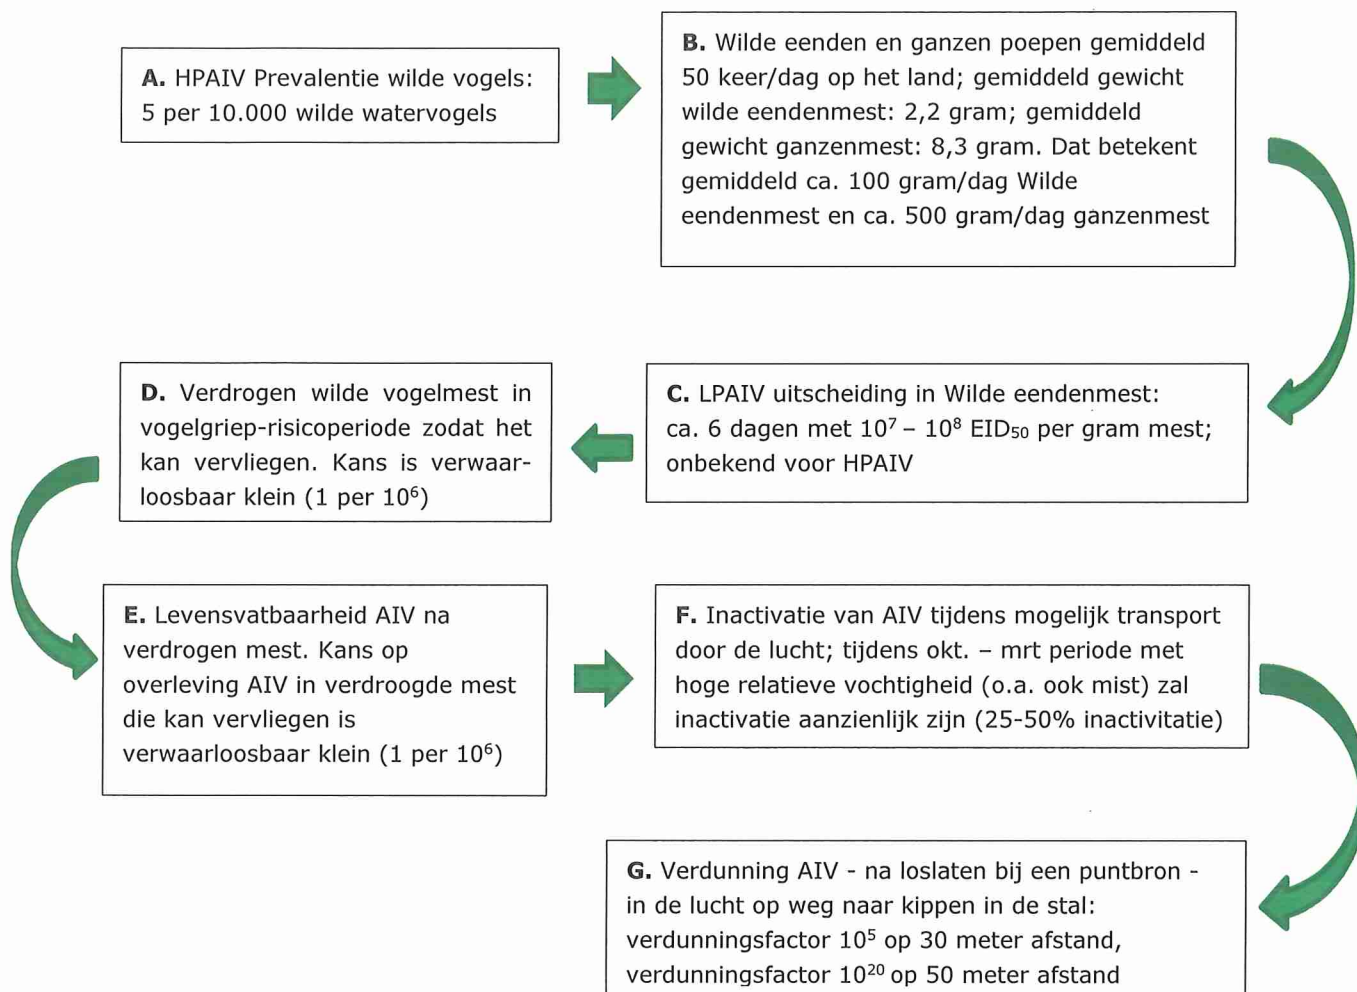 A. HPAIV Prevalentie wilde vogels:
5 per 10.000 wilde watervogels
B. Wilde eenden en ganzen poepen gemiddeld
50 keer/dag op het land; gemiddeld gewicht
wilde eendenmest: 2,2 gram; gemiddeld
gewicht ganzenmest: 8,3 gram. Dat betekent
gemiddeld ca. 100 gram/dag Wilde
eendenmest en ca. 500 gram/dag ganzenmest
C. LPAIV uitscheiding in Wilde eendenmest:
ca. 6 dagen met 10⁷ – 10⁸ EID₅₀ per gram mest;
onbekend voor HPAIV
D. Verdrogen wilde vogelmest in
vogelgriep-risicoperiode zodat het
kan vervliegen. Kans is verwaar-
loosbaar klein (1 per 10⁶)
E. Levensvatbaarheid AIV na
verdrogen mest. Kans op
overleving AIV in verdroogde mest
die kan vervliegen is
verwaarloosbaar klein (1 per 10⁶)
F. Inactivatie van AIV tijdens mogelijk transport
door de lucht; tijdens okt. – mrt periode met
hoge relatieve vochtigheid (o.a. ook mist) zal
inactivatie aanzienlijk zijn (25-50% inactivitatie)
G. Verdunning AIV - na loslaten bij een puntbron -
in de lucht op weg naar kippen in de stal:
verdunningsfactor 10⁵ op 30 meter afstand,
verdunningsfactor 10²⁰ op 50 meter afstand